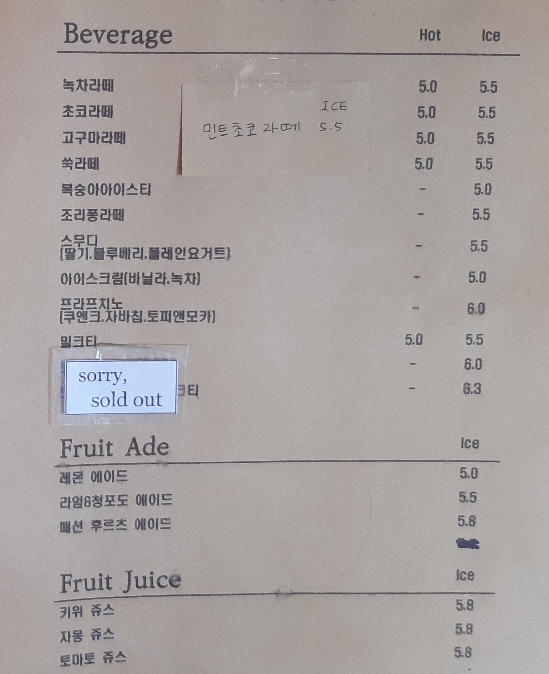 Beverage Hot Ice
녹차라떼 5.0 5.5
초코라떼 5.0 5.5
고구마라떼 5.0 5.5
쑥라떼 5.0 5.5
ICE
민트초코라떼 5.5
복숭아아이스티 - 5.0
조리퐁라떼 - 5.5
스무디
(딸기.블루베리.플레인요거트) - 5.5
아이스크림(바닐라.녹차) - 5.0
프라프치노
(쿠앤크.자바칩.토피앤모카) - 6.0
밀크티 5.0 5.5
- 6.0
크티 - 6.3
sorry,
sold out
Fruit Ade Ice
레몬 에이드 5.0
라임&청포도 에이드 5.5
패션 후르츠 에이드 5.8
Fruit Juice Ice
키위 쥬스 5.8
자몽 쥬스 5.8
토마토 쥬스 5.8